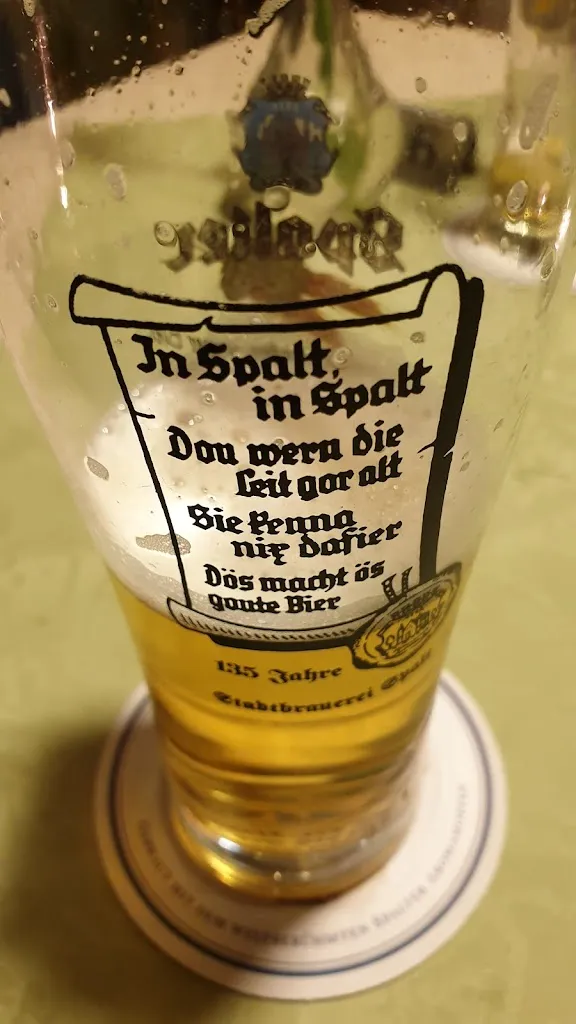 Spalter
In Spalt,
in Spalt
Dou wern die
Leit gor alt
Sie kenna
nix dafier
Dös macht ös
goute Bier
135 Jahre
Stadtbrauerei Spalt